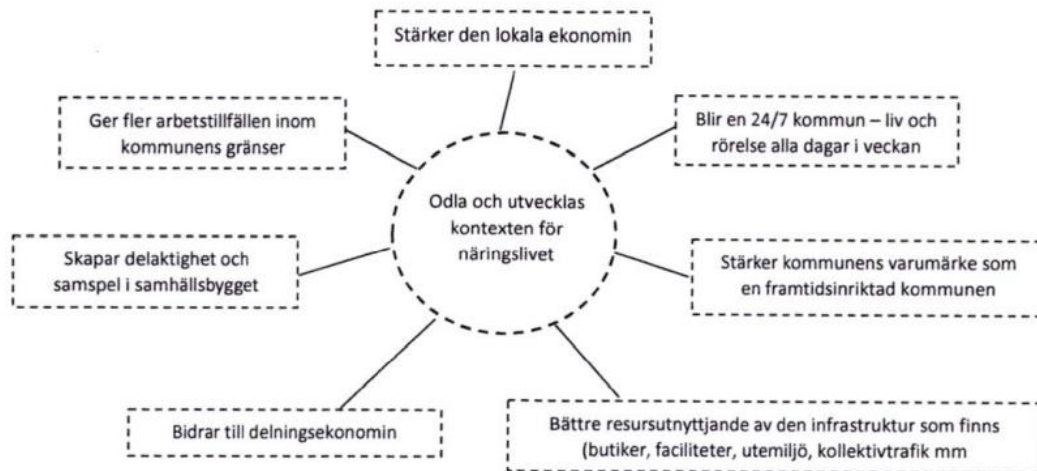 Stärker den lokala ekonomin
Ger fler arbetstillfällen inom
kommunens gränser
Blir en 24/7 kommun – liv och
rörelse alla dagar i veckan
Odla och utvecklas
kontexten för
näringslivet
Skapar delaktighet och
samspel i samhällsbygget
Stärker kommunens varumärke som
en framtidsinriktad kommunen
Bidrar till delningsekonomin
Bättre resursutnyttjande av den infrastruktur som finns
(butiker, faciliteter, utemiljö, kollektivtrafik mm